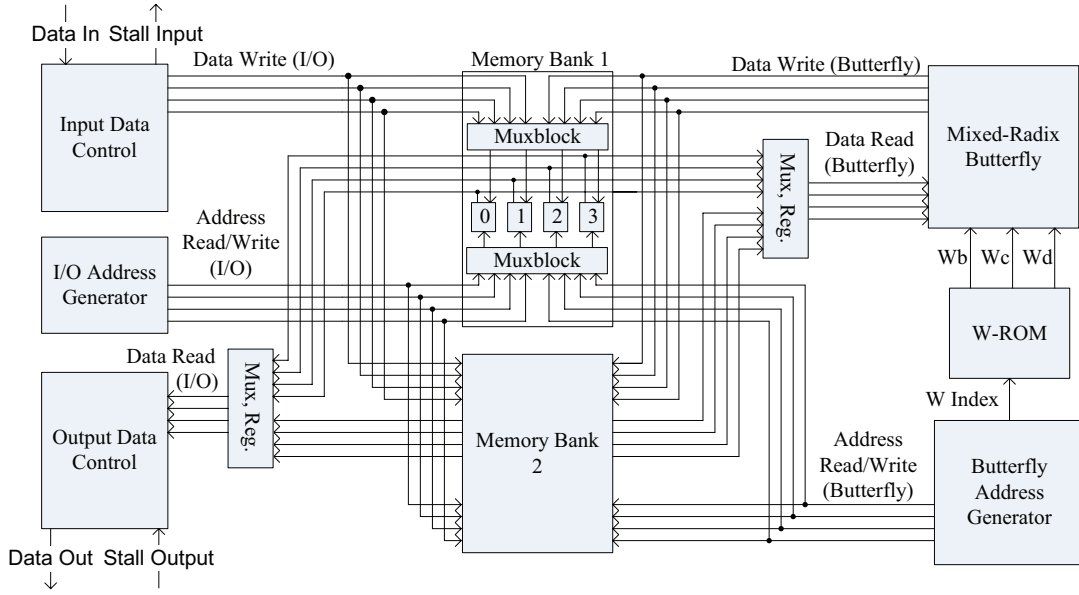 Data In Stall Input
Data Write (I/O)
Memory Bank 1
Data Write (Butterfly)
Input Data
Control
Muxblock
Mux, Reg.
Data Read
(Butterfly)
Mixed-Radix
Butterfly
0 1 2 3
Address
Read/Write
(I/O)
I/O Address
Generator
Muxblock
Wb Wc Wd
W-ROM
Data Read
(I/O)
Mux, Reg.
W Index
Output Data
Control
Memory Bank
2
Address
Read/Write
(Butterfly)
Butterfly
Address
Generator
Data Out Stall Output